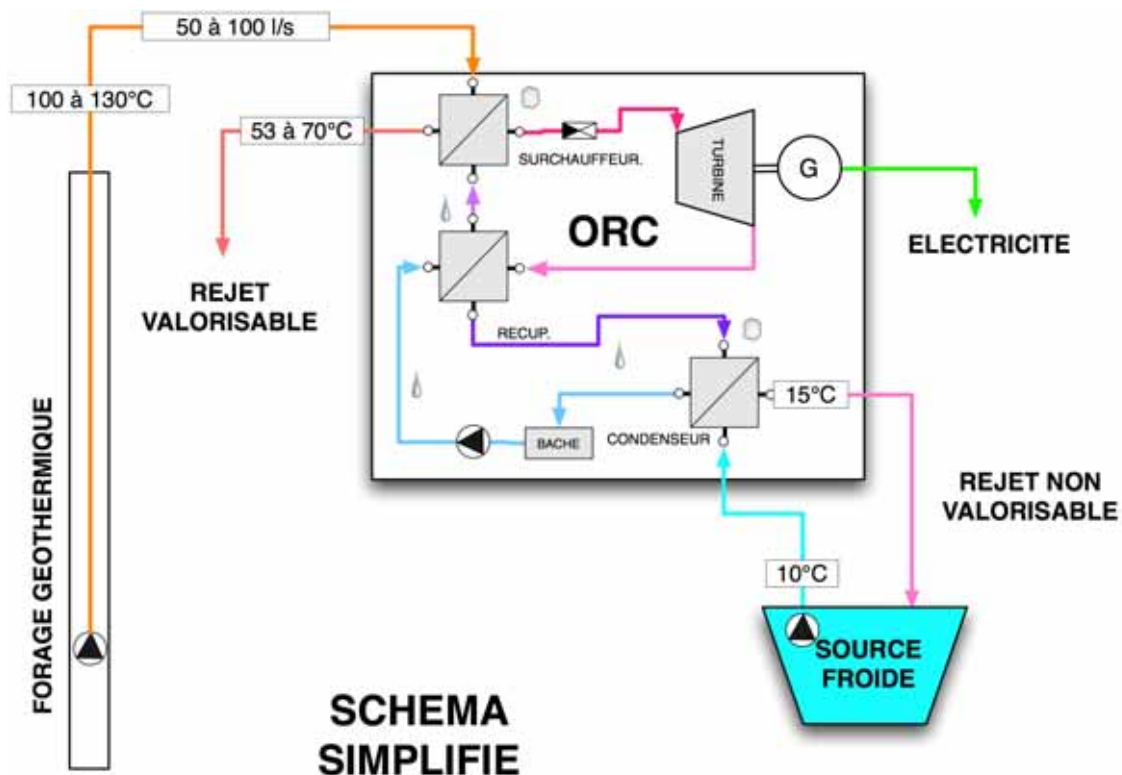 50 à 100 l/s
100 à 130°C
53 à 70°C
SURCHAUFFEUR.
TURBINE
G
ORC
ELECTRICITE
REJET
VALORISABLE
RECUP.
15°C
BACHE
CONDENSEUR
REJET NON
VALORISABLE
10°C
FORAGE GEOTHERMIQUE
SOURCE
FROIDE
SCHEMA
SIMPLIFIE